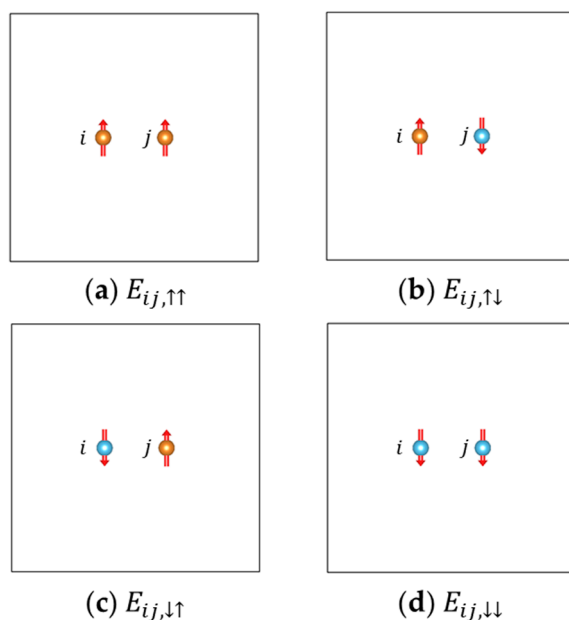 i j
i j
(a) E_{ij,↑↑}
(b) E_{ij,↑↓}
i j
i j
(c) E_{ij,↓↑}
(d) E_{ij,↓↓}